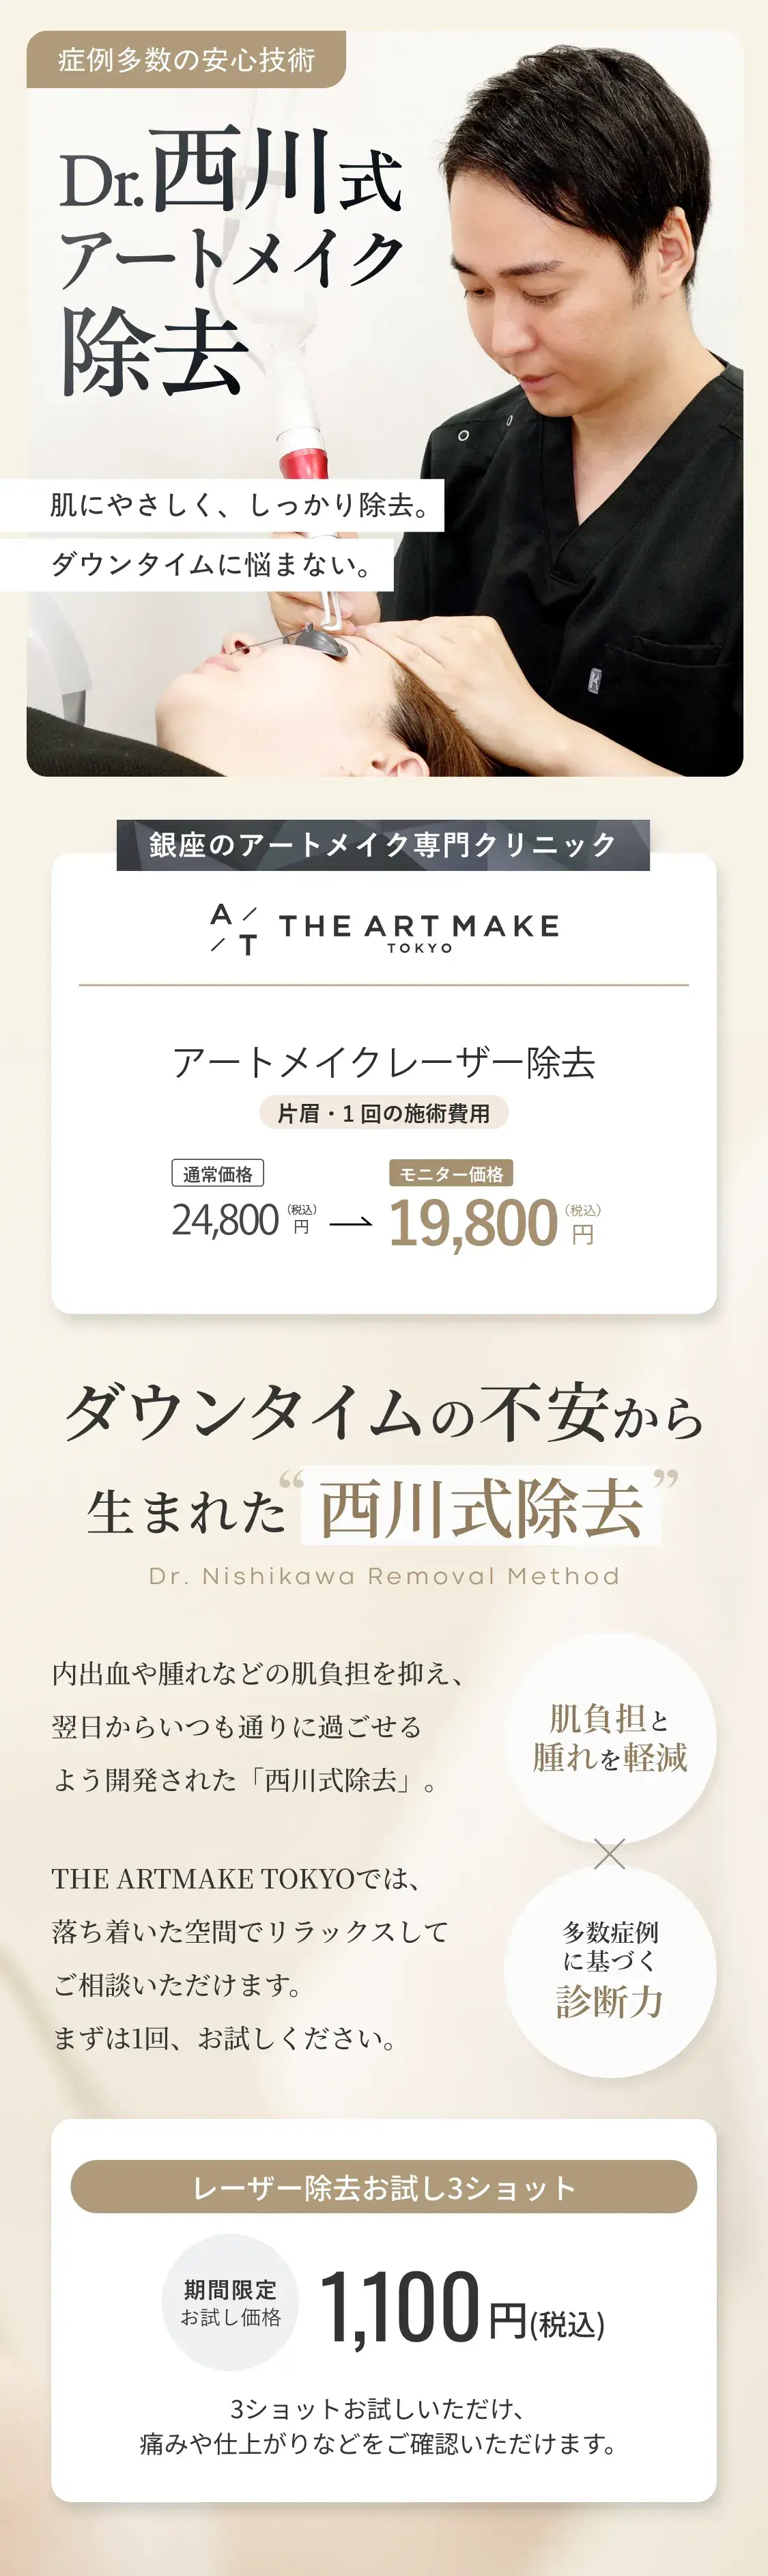 症例多数の安心技術
Dr.西川式
アートメイク
除去
肌にやさしく、しっかり除去。
ダウンタイムに悩まない。
銀座のアートメイク専門クリニック
A/
/T
THE ART MAKE
TOKYO
アートメイクレーザー除去
片眉・1回の施術費用
通常価格
24,800円(税込)
モニター価格
19,800円(税込)
ダウンタイムの不安から
生まれた“西川式除去”
Dr. Nishikawa Removal Method
内出血や腫れなどの肌負担を抑え、
翌日からいつも通りに過ごせる
よう開発された「西川式除去」。
肌負担と
腫れを軽減
×
THE ARTMAKE TOKYOでは、
落ち着いた空間でリラックスして
ご相談いただけます。
まずは1回、お試しください。
多数症例
に基づく
診断力
レーザー除去お試し3ショット
期間限定
お試し価格
1,100円(税込)
3ショットお試しいただけ、
痛みや仕上がりなどをご確認いただけます。